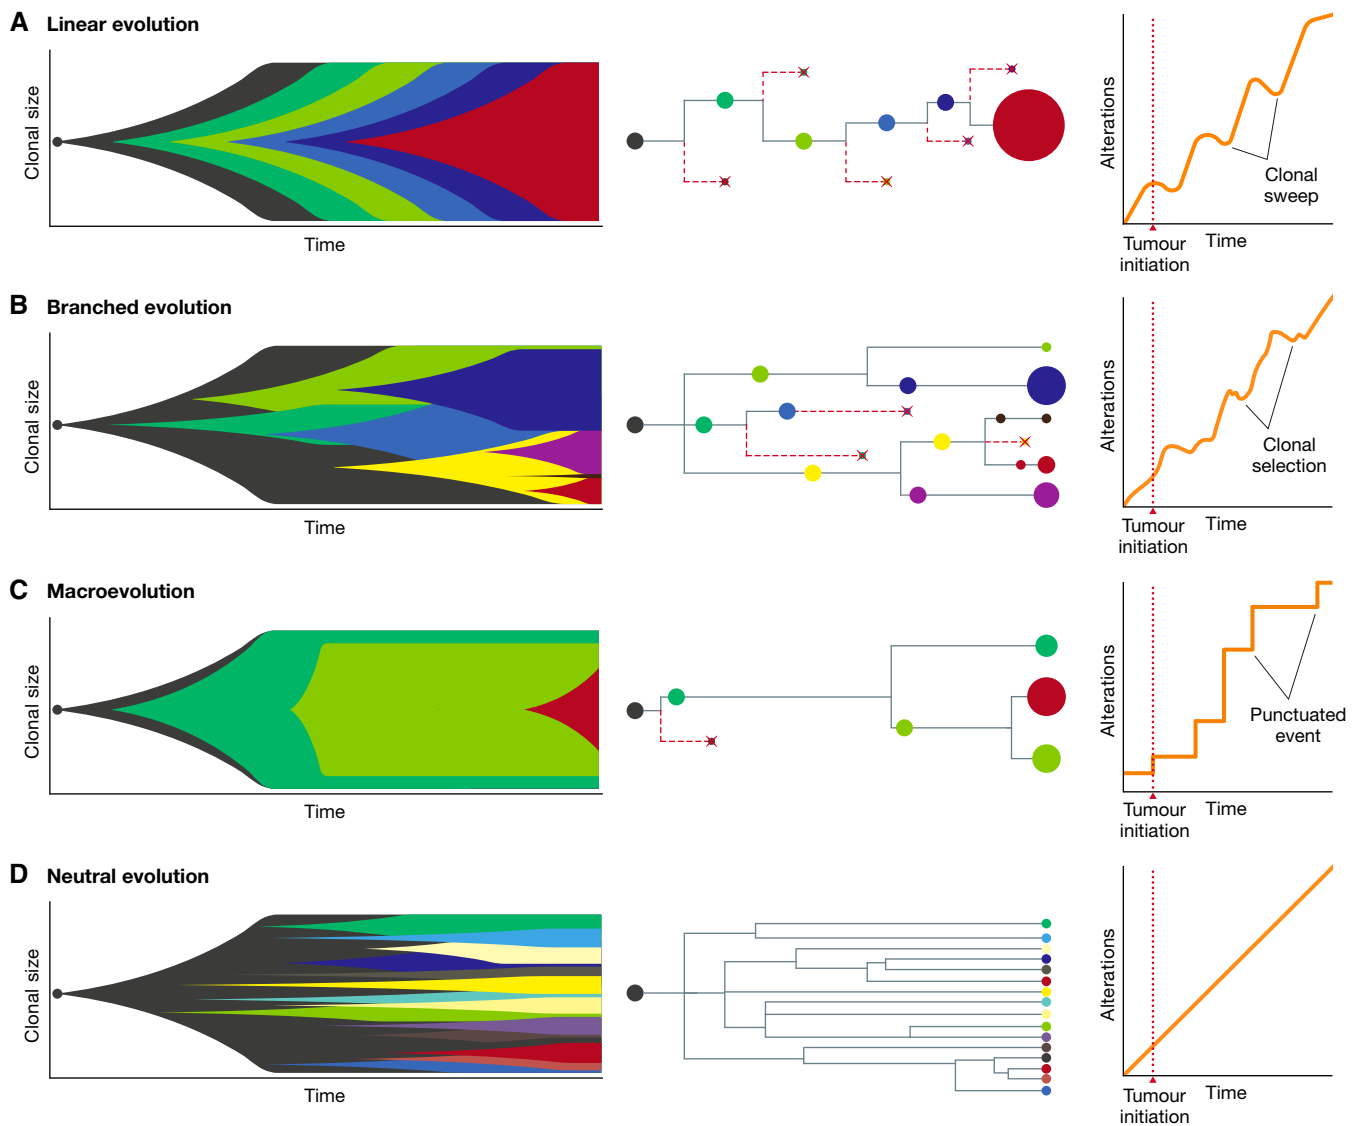 A Linear evolution
Clonal size
Time
Alterations
Clonal
sweep
Tumour
initiation
Time
B Branched evolution
Clonal size
Time
Alterations
Clonal
selection
Tumour
initiation
Time
C Macroevolution
Clonal size
Time
Alterations
Punctuated
event
Tumour
initiation
Time
D Neutral evolution
Clonal size
Time
Alterations
Tumour
initiation
Time